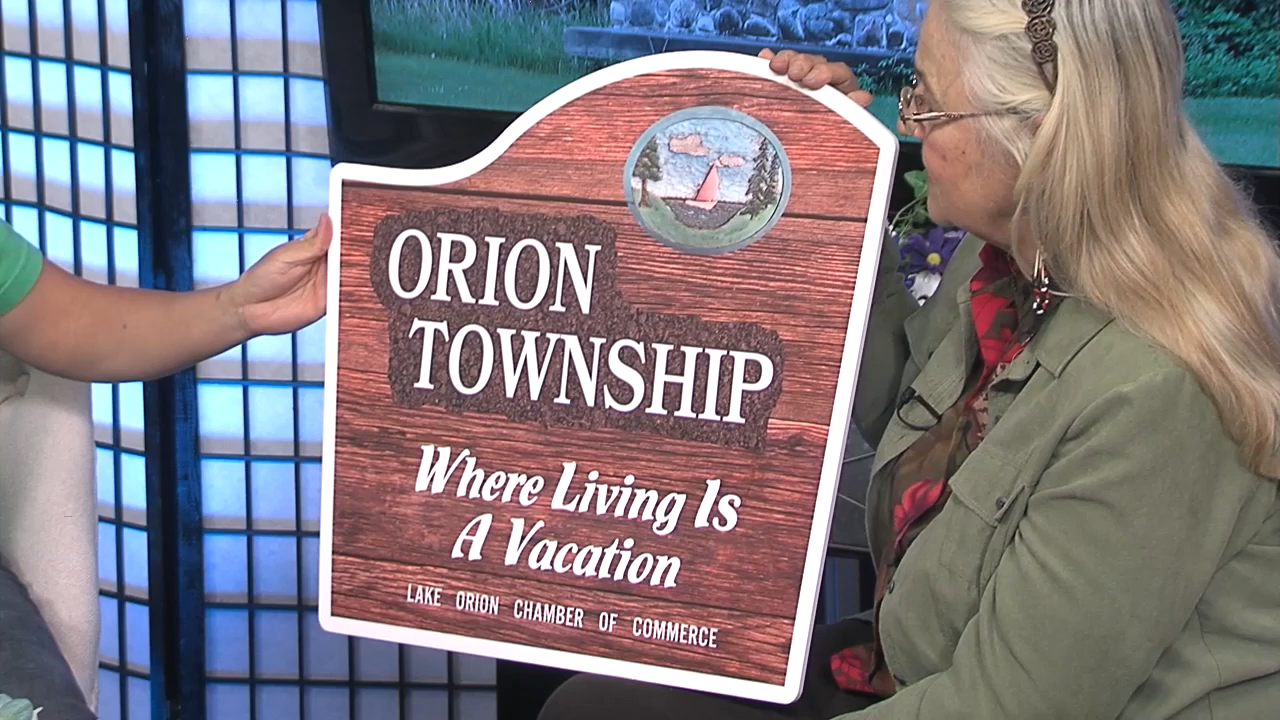 ORION
TOWNSHIP
Where Living Is
A Vacation
LAKE ORION CHAMBER OF COMMERCE